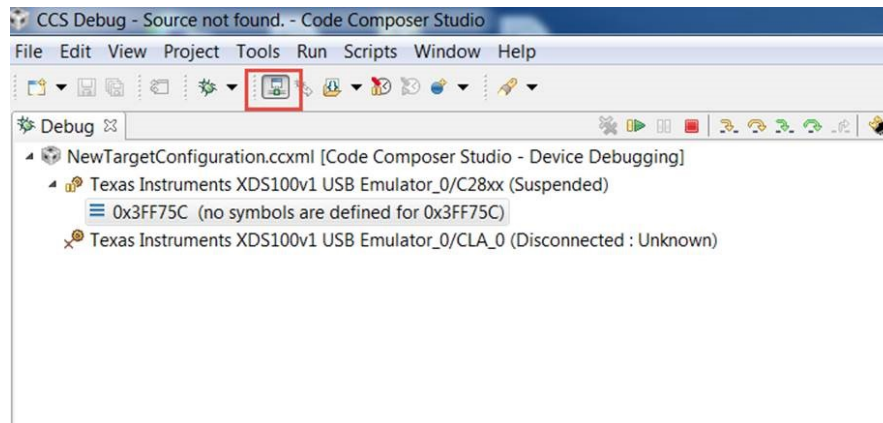 CCS Debug - Source not found. - Code Composer Studio
File Edit View Project Tools Run Scripts Window Help
Debug
NewTargetConfiguration.ccxml [Code Composer Studio - Device Debugging]
Texas Instruments XDS100v1 USB Emulator_0/C28xx (Suspended)
0x3FF75C (no symbols are defined for 0x3FF75C)
Texas Instruments XDS100v1 USB Emulator_0/CLA_0 (Disconnected : Unknown)